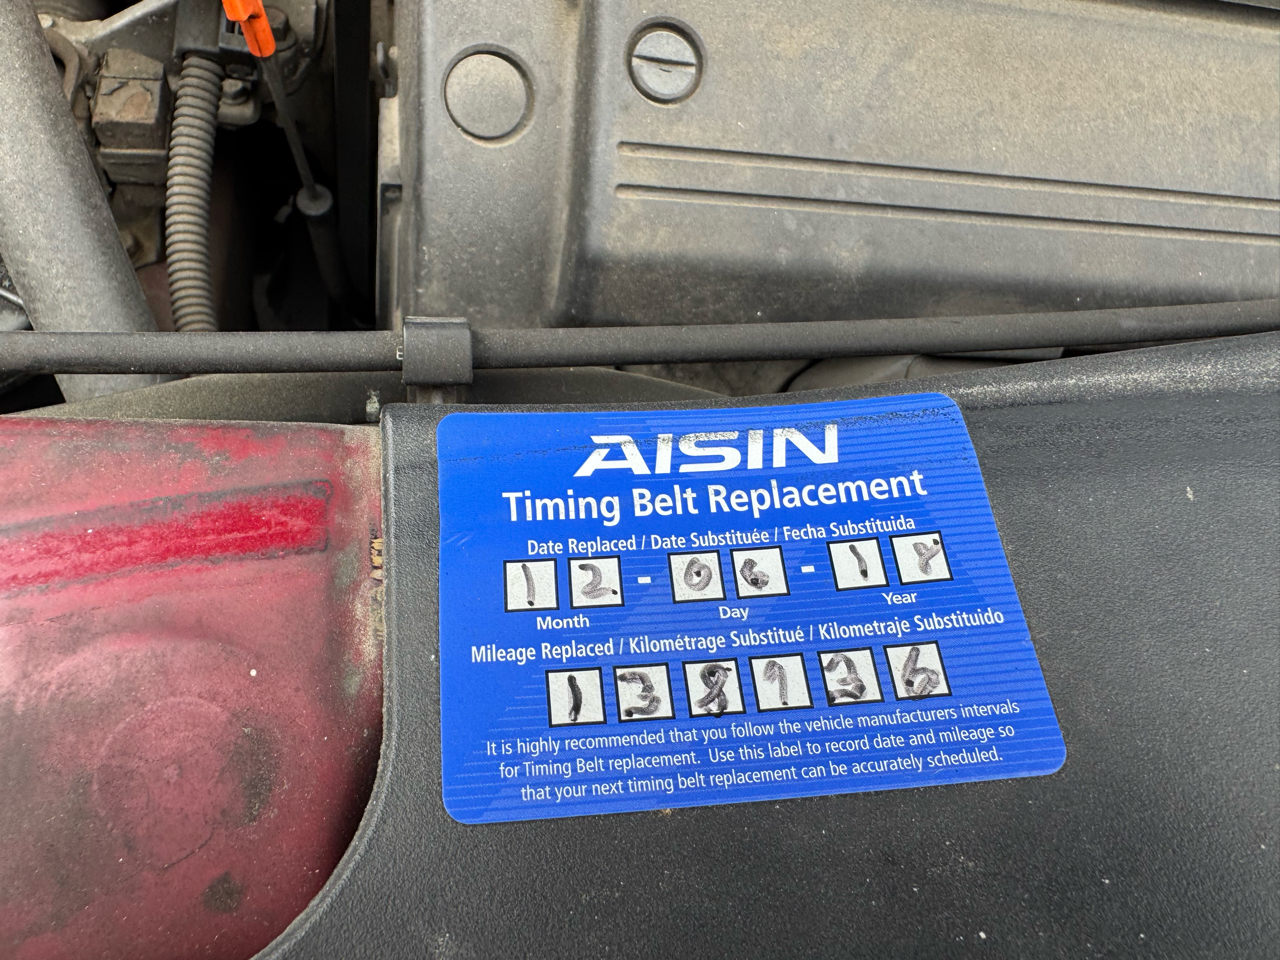 AISIN
Timing Belt Replacement
Date Replaced / Date Substituée / Fecha Substituida
12 - 06 - 18
Month Day Year
Mileage Replaced / Kilométrage Substitué / Kilometraje Substituido
138936
It is highly recommended that you follow the vehicle manufacturers intervals
for Timing Belt replacement. Use this label to record date and mileage so
that your next timing belt replacement can be accurately scheduled.